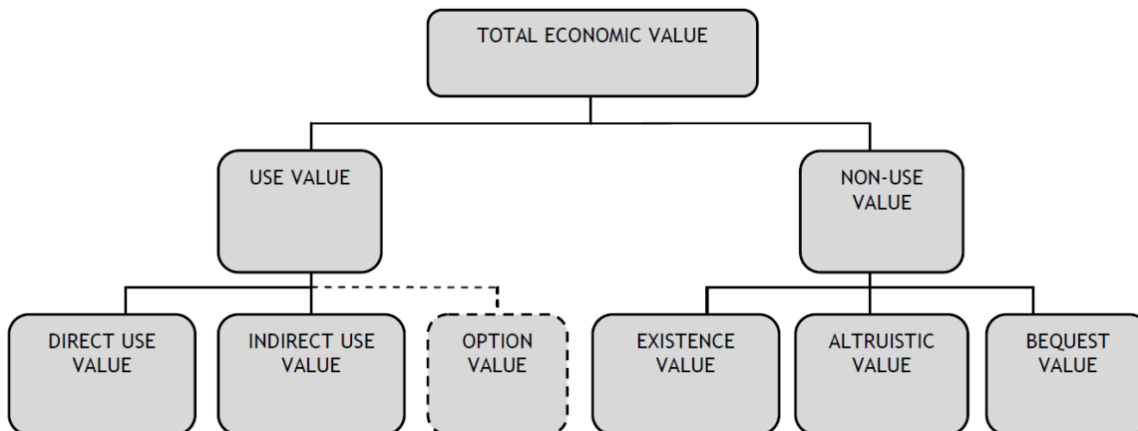 TOTAL ECONOMIC VALUE
USE VALUE
NON-USE
VALUE
DIRECT USE
VALUE
INDIRECT USE
VALUE
OPTION
VALUE
EXISTENCE
VALUE
ALTRUISTIC
VALUE
BEQUEST
VALUE